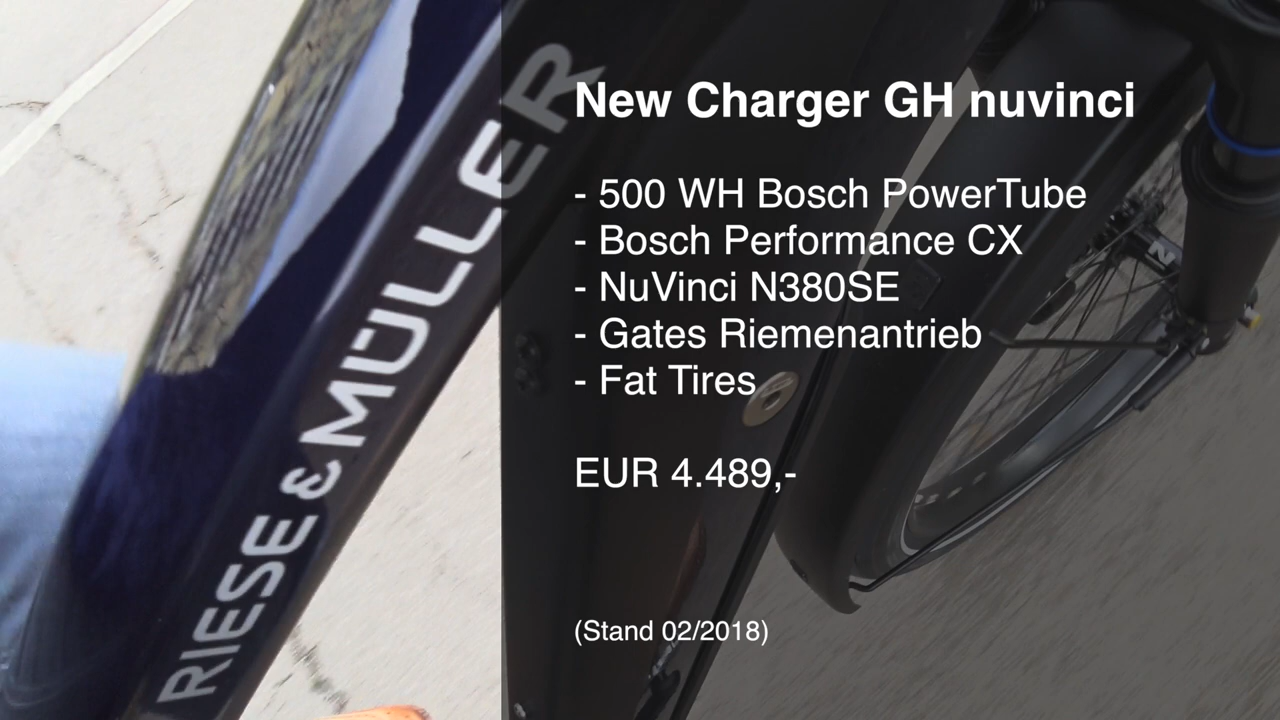 RIESE & MÜLLER
New Charger GH nuvinci
- 500 WH Bosch PowerTube
- Bosch Performance CX
- NuVinci N380SE
- Gates Riemenantrieb
- Fat Tires
EUR 4.489,-
(Stand 02/2018)